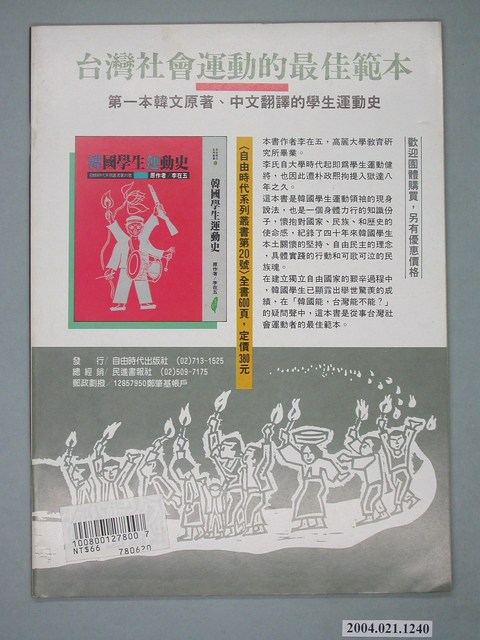 台灣社會運動的最佳範本
第一本韓文原著、中文翻譯的學生運動史
歡迎團體購買，另有優惠價格
本書作者李在五，高麗大學敎育硏
究所畢業。
李氏自大學時代起即爲學生運動健
將，也因此遭朴政照拘提入獄達八
年之久。
這本書是韓國學生運動領袖的現身
說法，也是一個身體力行的知識份
子，懷抱對國家、民族、和歷史的
使命感，紀錄了四十年來韓國學生
本土關懷的堅持、自由民主的理念
，具體實踐的行動和可歌可泣的民
族魂。
在建立獨立自由國家的艱辛過程中
，韓國學生已顯露出舉世驚羨的成
績，在「韓國能，台灣能不能？」
的疑問聲中，這本書是從事台灣社
會運動者的最佳範本。
〈自由時代系列叢書第20號〉全書600頁，定價380元
韓國學生運動史
原作者／李在五
韓國學生運動史
原作者／李在五
發　行／自由時代出版社 (02)713-1525
總經銷／民進書報社 (02)509-7175
郵政劃撥／12857950鄭肇基帳戶
100800127800 7
NT$66 780620
2004.021.1240